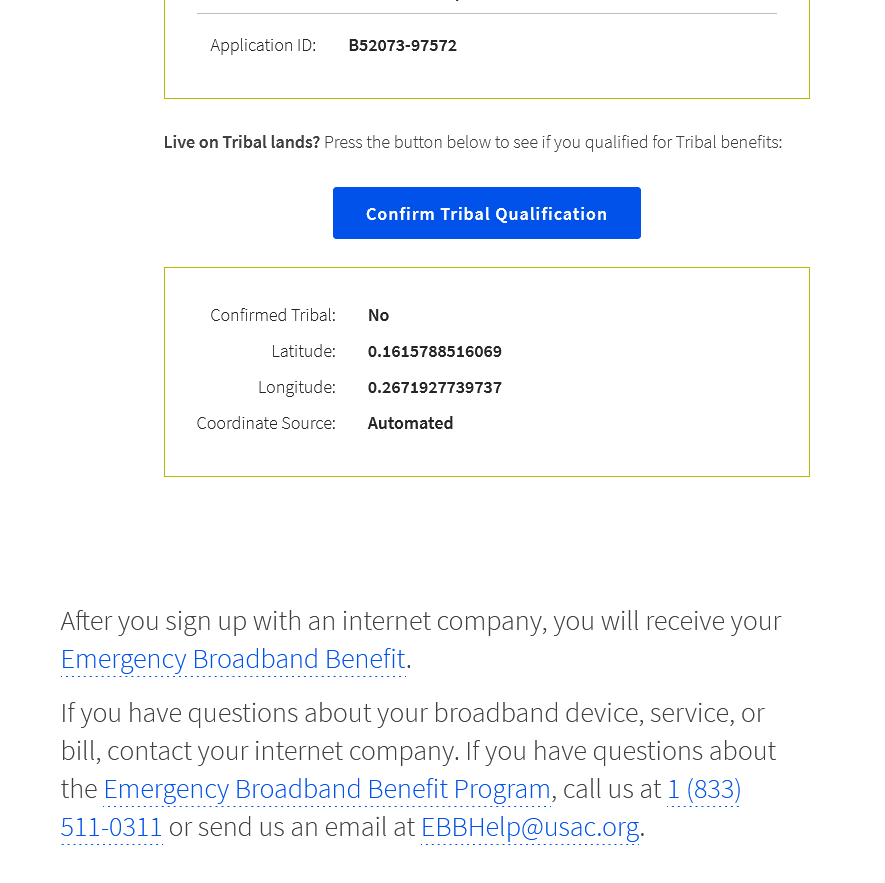 Application ID: B52073-97572
Live on Tribal lands? Press the button below to see if you qualified for Tribal benefits:
Confirm Tribal Qualification
Confirmed Tribal: No
Latitude: 0.1615788516069
Longitude: 0.2671927739737
Coordinate Source: Automated
After you sign up with an internet company, you will receive your
Emergency Broadband Benefit.
If you have questions about your broadband device, service, or
bill, contact your internet company. If you have questions about
the Emergency Broadband Benefit Program, call us at 1 (833)
511-0311 or send us an email at EBBHelp@usac.org.